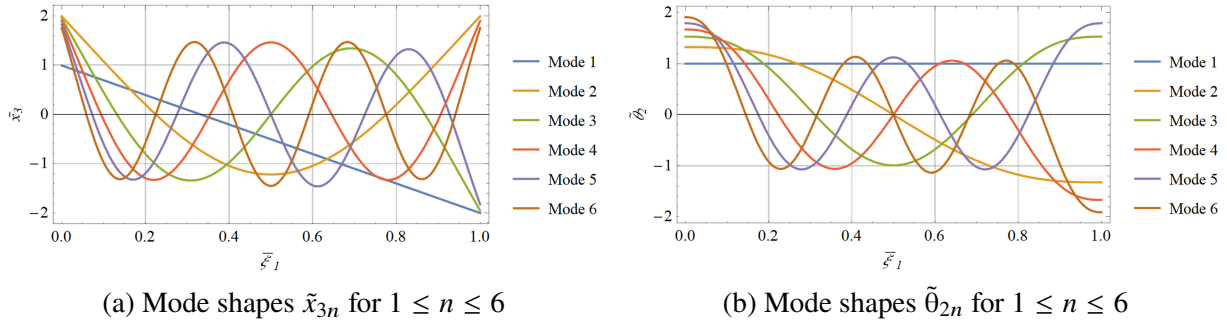 2
1
0
−1
−2
x̃₃
0.0 0.2 0.4 0.6 0.8 1.0
ξ̅ ₁
Mode 1
Mode 2
Mode 3
Mode 4
Mode 5
Mode 6
(a) Mode shapes x̃₃ₙ for 1 ≤ n ≤ 6
2
1
0
−1
−2
θ̃₂
0.0 0.2 0.4 0.6 0.8 1.0
ξ̅ ₁
Mode 1
Mode 2
Mode 3
Mode 4
Mode 5
Mode 6
(b) Mode shapes θ̃₂ₙ for 1 ≤ n ≤ 6